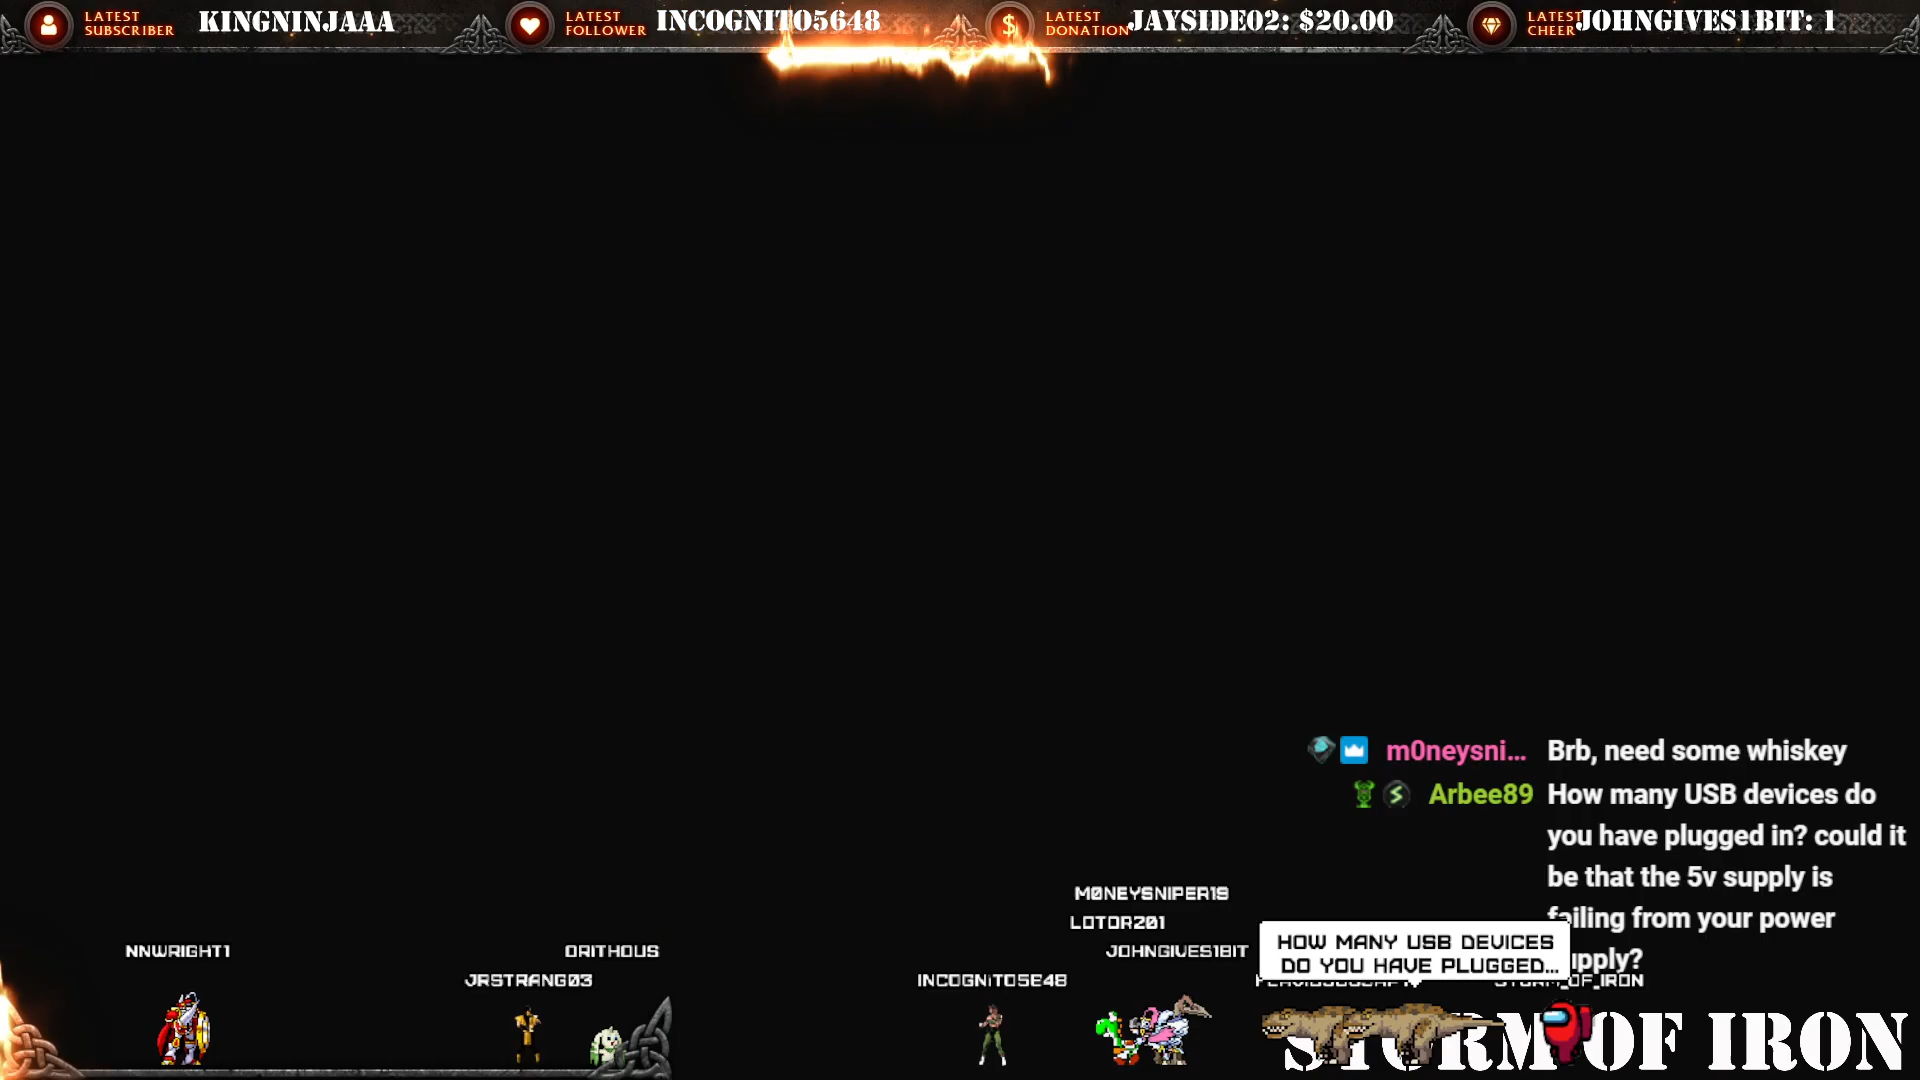 LATEST SUBSCRIBER KINGNINJAAA
LATEST FOLLOWER INCOGNITO5648
LATEST DONATION JAYSIDE02: $20.00
LATEST CHEER JOHNGIVES1BIT: 1
m0neysni... Brb, need some whiskey
Arbee89 How many USB devices do
you have plugged in? could it
be that the 5v supply is
failing from your power
supply?
M0NEYSNIPER19
LOTOR201
HOW MANY USB DEVICES
DO YOU HAVE PLUGGED...
NNWRIGHT1
ORITHOUS
JOHNGIVES1BIT
JRSTRANG03
INCOGNITO5648
STORM_OF_IRON
STORM OF IRON